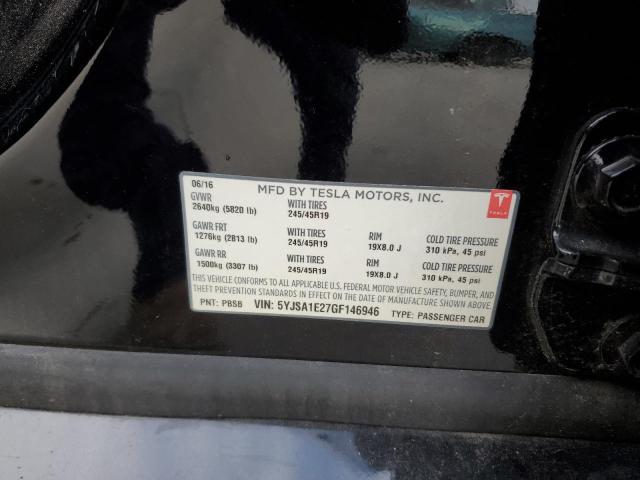 06/16
MFD BY TESLA MOTORS, INC.
TESLA
GVWR WITH TIRES
2640kg (5820 lb) 245/45R19
GAWR FRT WITH TIRES RIM COLD TIRE PRESSURE
1276kg (2813 lb) 245/45R19 19X8.0 J 310 kPa, 45 psi
GAWR RR WITH TIRES RIM COLD TIRE PRESSURE
1500kg (3307 lb) 245/45R19 19X8.0 J 310 kPa, 45 psi
THIS VEHICLE CONFORMS TO ALL APPLICABLE U.S. FEDERAL MOTOR VEHICLE SAFETY, BUMPER, AND
THEFT PREVENTION STANDARDS IN EFFECT ON THE DATE OF MANUFACTURE SHOWN ABOVE.
PNT: PBSB VIN: 5YJSA1E27GF146946 TYPE: PASSENGER CAR